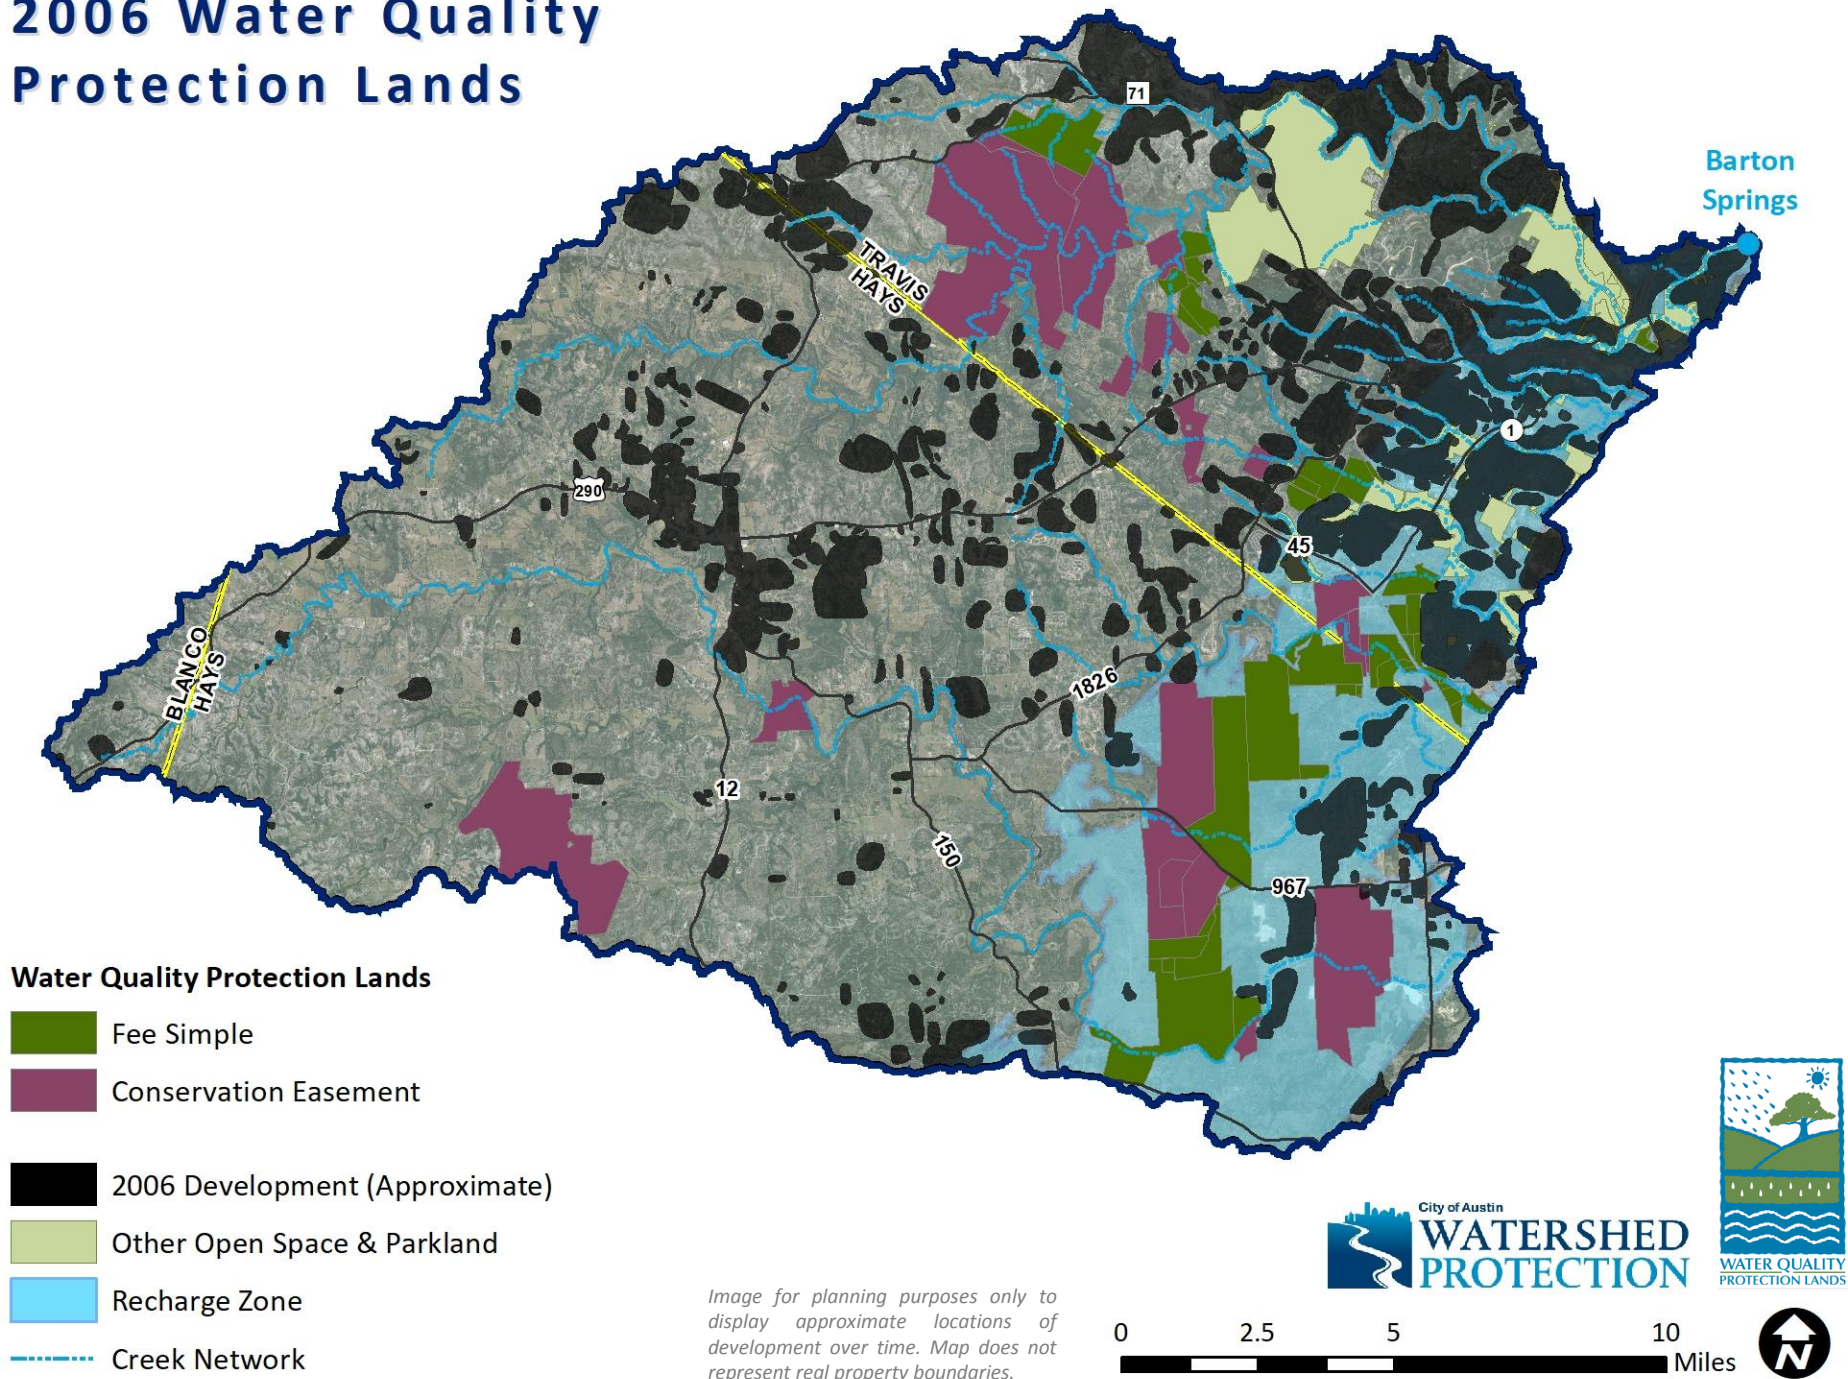 2006 Water Quality
Protection Lands
71
Barton
Springs
TRAVIS
HAYS
1
290
45
BLANCO
HAYS
1826
12
150
967
Water Quality Protection Lands
Fee Simple
Conservation Easement
2006 Development (Approximate)
Other Open Space & Parkland
Recharge Zone
Creek Network
Image for planning purposes only to
display approximate locations of
development over time. Map does not
represent real property boundaries.
City of Austin
WATERSHED
PROTECTION
WATER QUALITY
PROTECTION LANDS
0 2.5 5 10
Miles
N